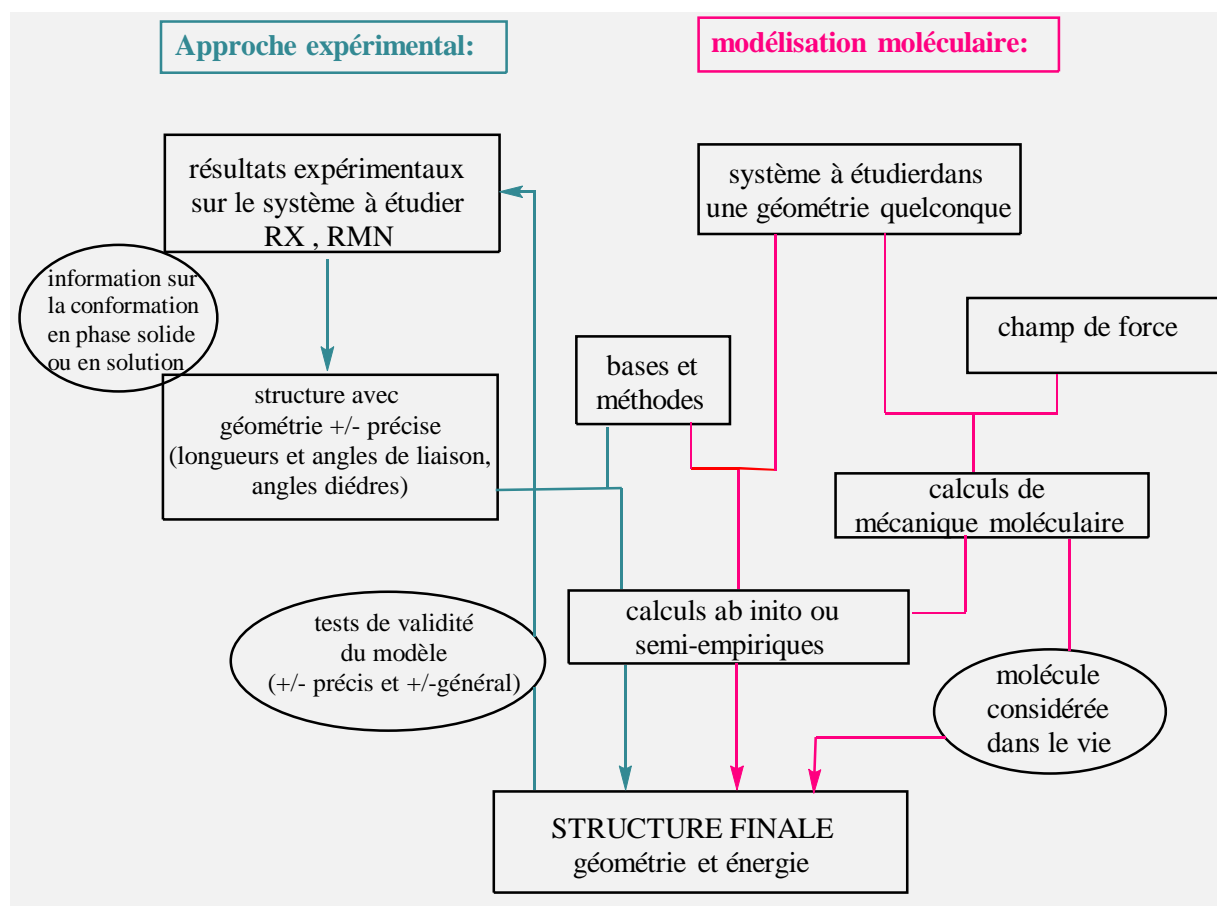 Approche expérimental:
modélisation moléculaire:
résultats expérimentaux
sur le système à étudier
RX , RMN
système à étudierdans
une géométrie quelconque
information sur
la conformation
en phase solide
ou en solution
champ de force
bases et
méthodes
structure avec
géométrie +/- précise
(longueurs et angles de liaison,
angles diédres)
calculs de
mécanique moléculaire
calculs ab inito ou
semi-empiriques
tests de validité
du modèle
(+/- précis et +/-général)
molécule
considérée
dans le vie
STRUCTURE FINALE
géométrie et énergie